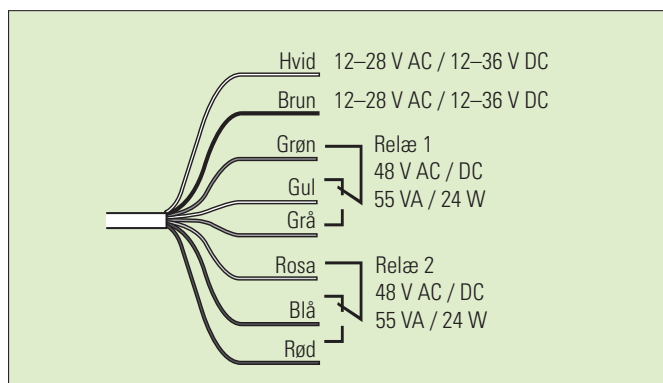 Hvid 12–28 V AC / 12–36 V DC
Brun 12–28 V AC / 12–36 V DC
Grøn Relæ 1
48 V AC / DC
Gul 55 VA / 24 W
Grå
Rosa Relæ 2
48 V AC / DC
Blå 55 VA / 24 W
Rød